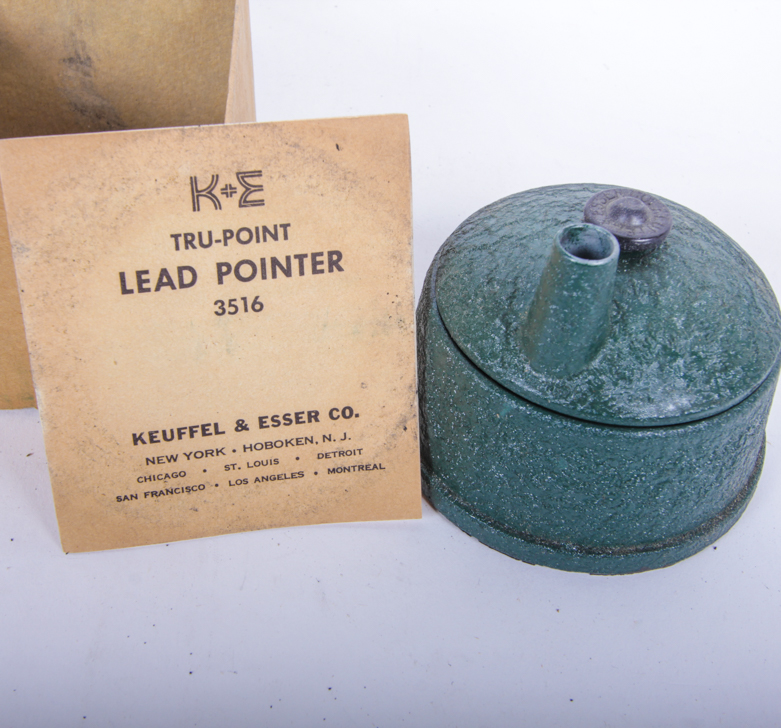 K+E
TRU-POINT
LEAD POINTER
3516
KEUFFEL & ESSER CO.
NEW YORK • HOBOKEN, N. J.
CHICAGO • ST. LOUIS • DETROIT
SAN FRANCISCO • LOS ANGELES • MONTREAL